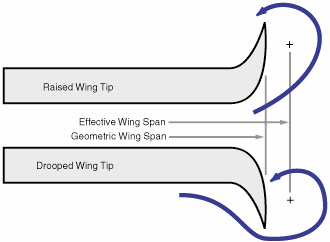 +
Raised Wing Tip
Effective Wing Span
Geometric Wing Span
Drooped Wing Tip
+